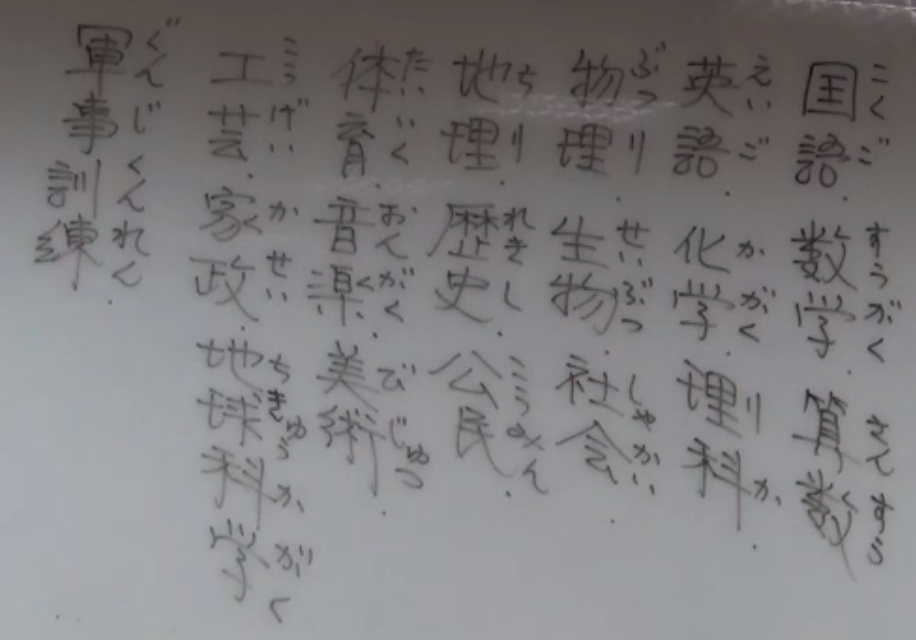 国語.数学.算数
こくご すうがく さんすう
英語.化学.理科.
えいご かがく りか
物理.生物.社会.
ぶつり せいぶつ しゃかい
地理.歴史.公民.
ちり れきし こうみん
体育.音楽.美術.
たいいく おんがく びじゅつ
工芸.家政.地球科学
こうげい かせい ちきゅうかがく
軍事訓練.
ぐんじくんれん